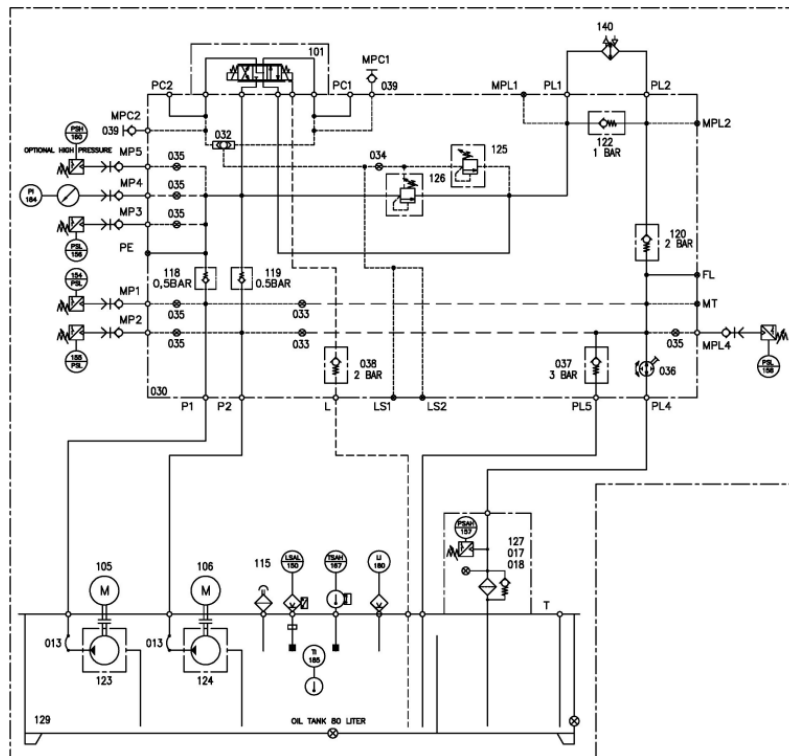 140
101
PC2
PC1
039
MPL1
PL1
PL2
MPC2
039
032
122
1 BAR
MPL2
PSH
160
OPTIONAL HIGH PRESSURE
MP5
035
034
125
126
PI
184
MP4
035
MP3
035
PSL
156
PE
120
2 BAR
118
0,5BAR
119
0.5BAR
FL
154
PSL
MP1
035
033
MT
MP2
035
033
035
MPL4
155
PSL
038
2 BAR
037
3 BAR
036
PSL
158
030
P1
P2
L
LS1
LS2
PL5
PL4
PSAH
157
127
017
018
105
106
115
LSAL
150
TSAH
167
LI
180
M
M
T
013
013
TI
185
123
124
129
OIL TANK 80 LITER